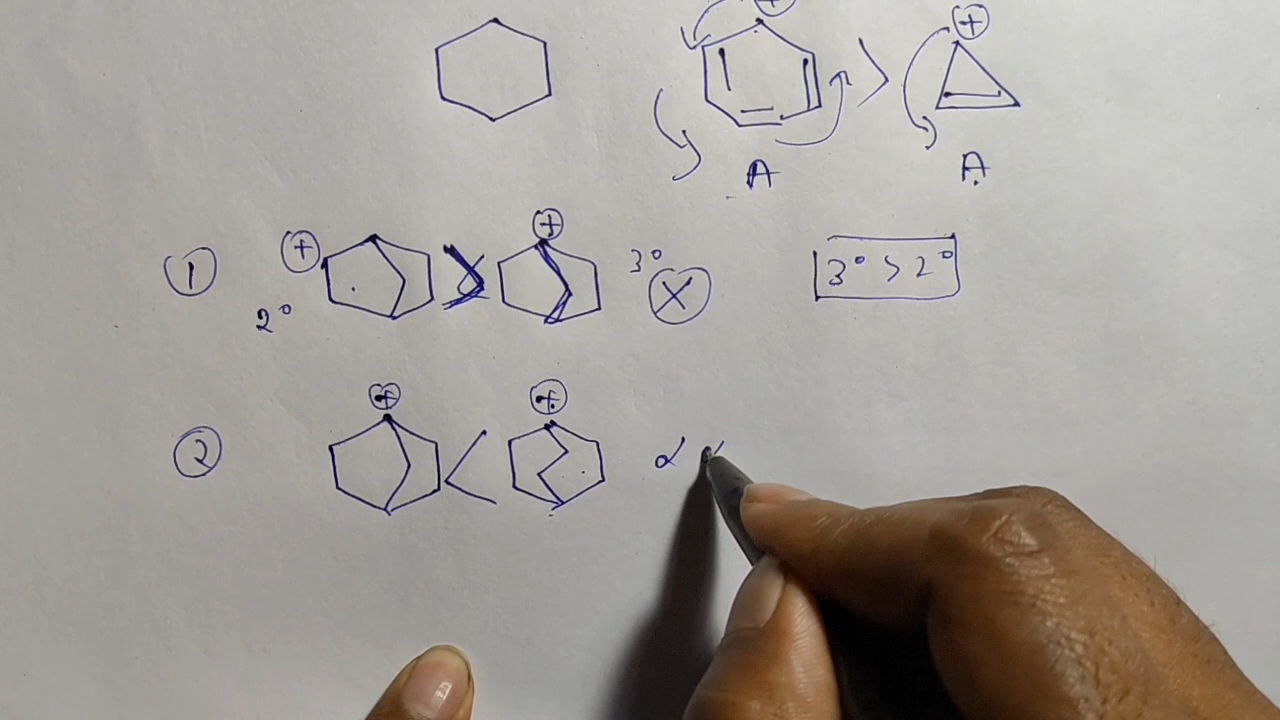 + > +
A A
① + 2° > + 3° X 3° > 2°
② + < + α